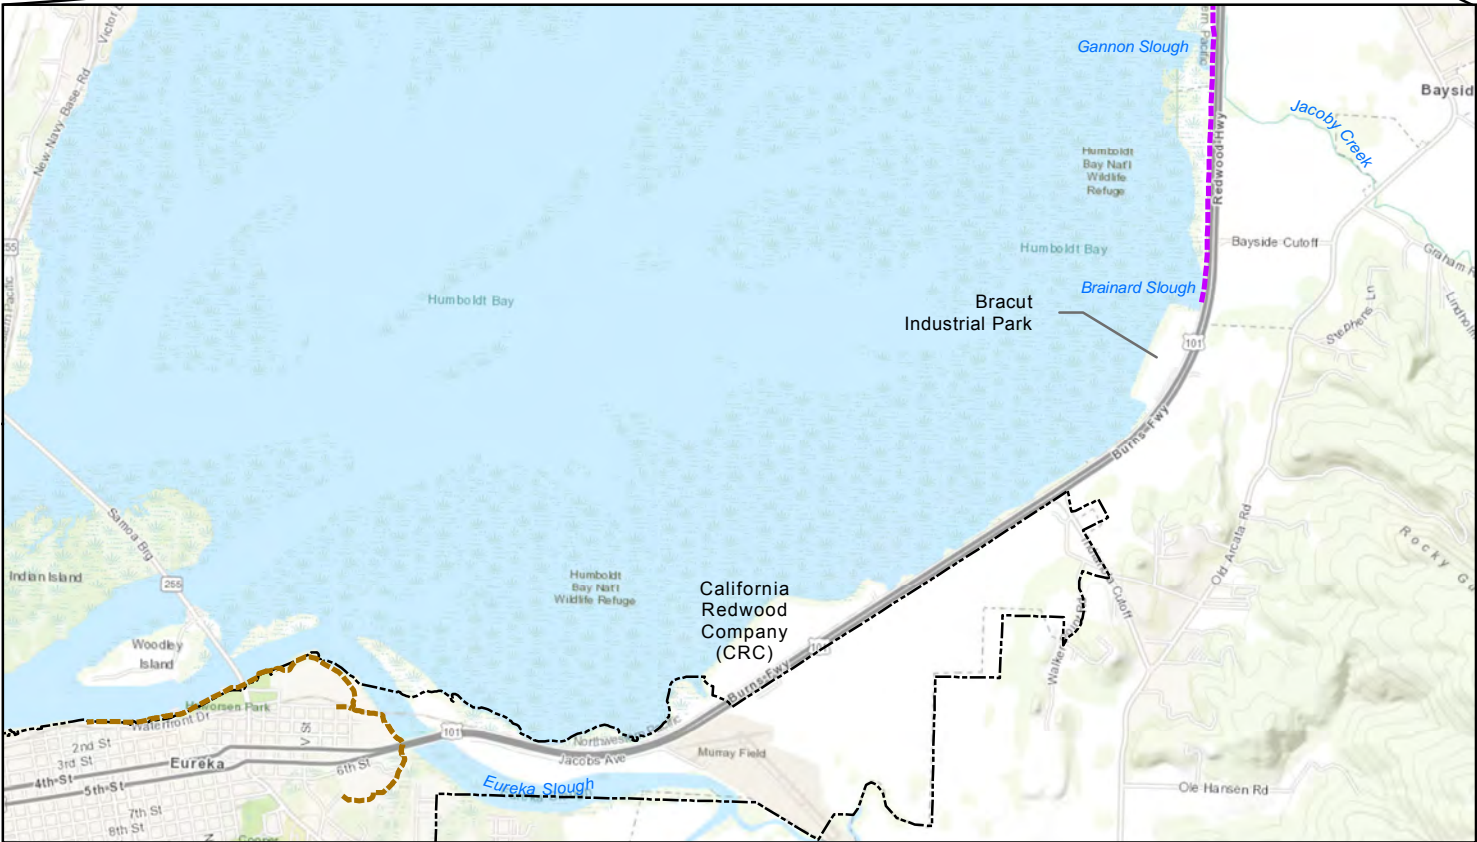 Gannon Slough
Pacific
New Navy Base Rd
Bayside Cutoff
Jacoby Creek
Redwood Hwy
Humboldt
Bay Nat'l
Wildlife
Refuge
Humboldt Bay
Humboldt Bay
Brainard Slough
Bracut
Industrial Park
101
Stephens Ln
Burns Fwy
Old Arcata Rd
Samoa Brg
255
Indian Island
Woodley
Island
Humboldt
Bay Nat'l
Wildlife Refuge
California
Redwood
Company
(CRC)
Burns Fwy
Cutoff
Waterfront Dr
2nd St
3rd St
4th St
5th St
6th St
7th St
8th St
V St
Eureka
101
Jacobs Ave
Murray Field
Eureka Slough
Ole Hansen Rd